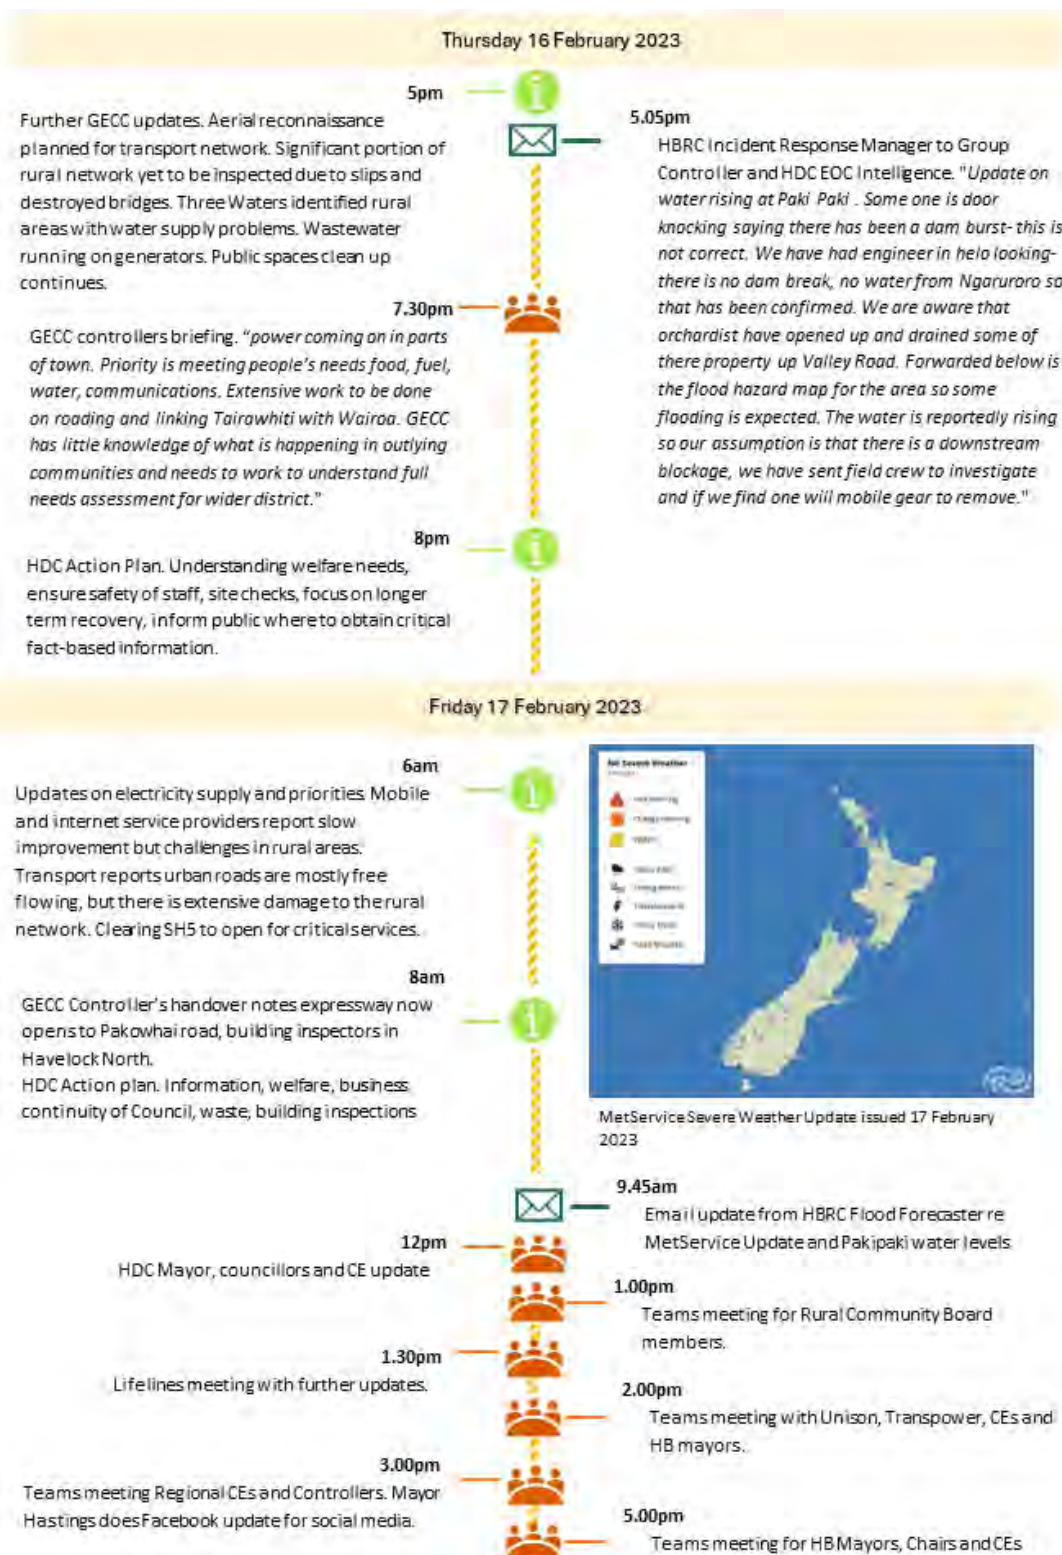 Thursday 16 February 2023
5pm
Further GECC updates. Aerial reconnaissance
planned for transport network. Significant portion of
rural network yet to be inspected due to slips and
destroyed bridges. Three Waters identified rural
areas with water supply problems. Wastewater
running on generators. Public spaces clean up
continues.
5.05pm
HBRC Incident Response Manager to Group
Controller and HDC EOC Intelligence. "Update on
water rising at Paki Paki . Some one is door
knocking saying there has been a dam burst- this is
not correct. We have had engineer in helo looking-
there is no dam break, no water from Ngaruroro so
that has been confirmed. We are aware that
orchardist have opened up and drained some of
there property up Valley Road. Forwarded below is
the flood hazard map for the area so some
flooding is expected. The water is reportedly rising
so our assumption is that there is a downstream
blockage, we have sent field crew to investigate
and if we find one will mobile gear to remove."
7.30pm
GECC controllers briefing. "power coming on in parts
of town. Priority is meeting people's needs food, fuel,
water, communications. Extensive work to be done
on roading and linking Tairawhiti with Wairoa. GECC
has little knowledge of what is happening in outlying
communities and needs to work to understand full
needs assessment for wider district."
8pm
HDC Action Plan. Understanding welfare needs,
ensure safety of staff, site checks, focus on longer
term recovery, inform public where to obtain critical
fact-based information.
Friday 17 February 2023
6am
Updates on electricity supply and priorities. Mobile
and internet service providers report slow
improvement but challenges in rural areas.
Transport reports urban roads are mostly free
flowing, but there is extensive damage to the rural
network. Clearing SH5 to open for critical services.
8am
GECC Controller's handover notes expressway now
opens to Pakowhai road, building inspectors in
Havelock North.
HDC Action plan. Information, welfare, business
continuity of Council, waste, building inspections
Severe Weather
MetService Severe Weather Update issued 17 February
2023
9.45am
Email update from HBRC Flood Forecaster re
MetService Update and Pakipaki water levels
12pm
HDC Mayor, councillors and CE update
1.00pm
Teams meeting for Rural Community Board
members.
1.30pm
Lifelines meeting with further updates.
2.00pm
Teams meeting with Unison, Transpower, CEs and
HB mayors.
3.00pm
Teams meeting Regional CEs and Controllers. Mayor
Hastings does Facebook update for social media.
5.00pm
Teams meeting for HB Mayors, Chairs and CEs